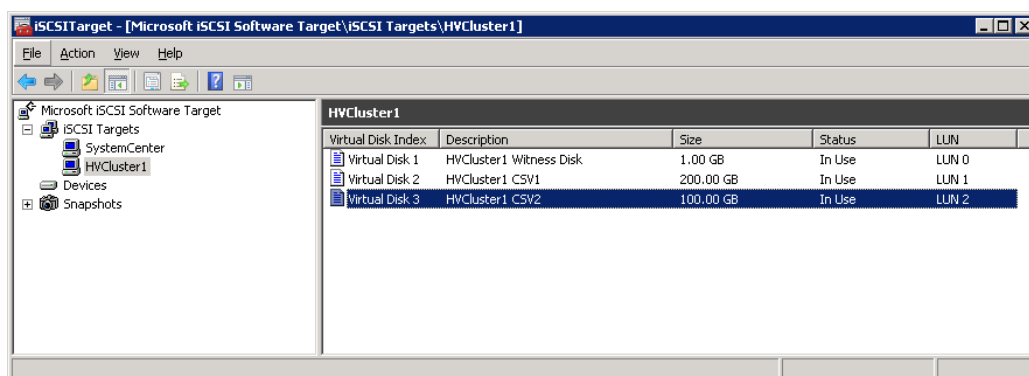 iSCSITarget - [Microsoft iSCSI Software Target\iSCSI Targets\HVCluster1]
File Action View Help
Microsoft iSCSI Software Target
iSCSI Targets
SystemCenter
HVCluster1
Devices
Snapshots
HVCluster1
Virtual Disk Index Description Size Status LUN
Virtual Disk 1 HVCluster1 Witness Disk 1.00 GB In Use LUN 0
Virtual Disk 2 HVCluster1 CSV1 200.00 GB In Use LUN 1
Virtual Disk 3 HVCluster1 CSV2 100.00 GB In Use LUN 2